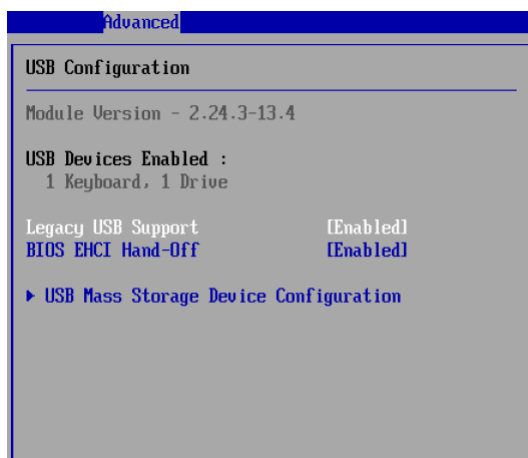 Advanced
USB Configuration
Module Version - 2.24.3-13.4
USB Devices Enabled :
1 Keyboard, 1 Drive
Legacy USB Support [Enabled]
BIOS EHCI Hand-Off [Enabled]
USB Mass Storage Device Configuration